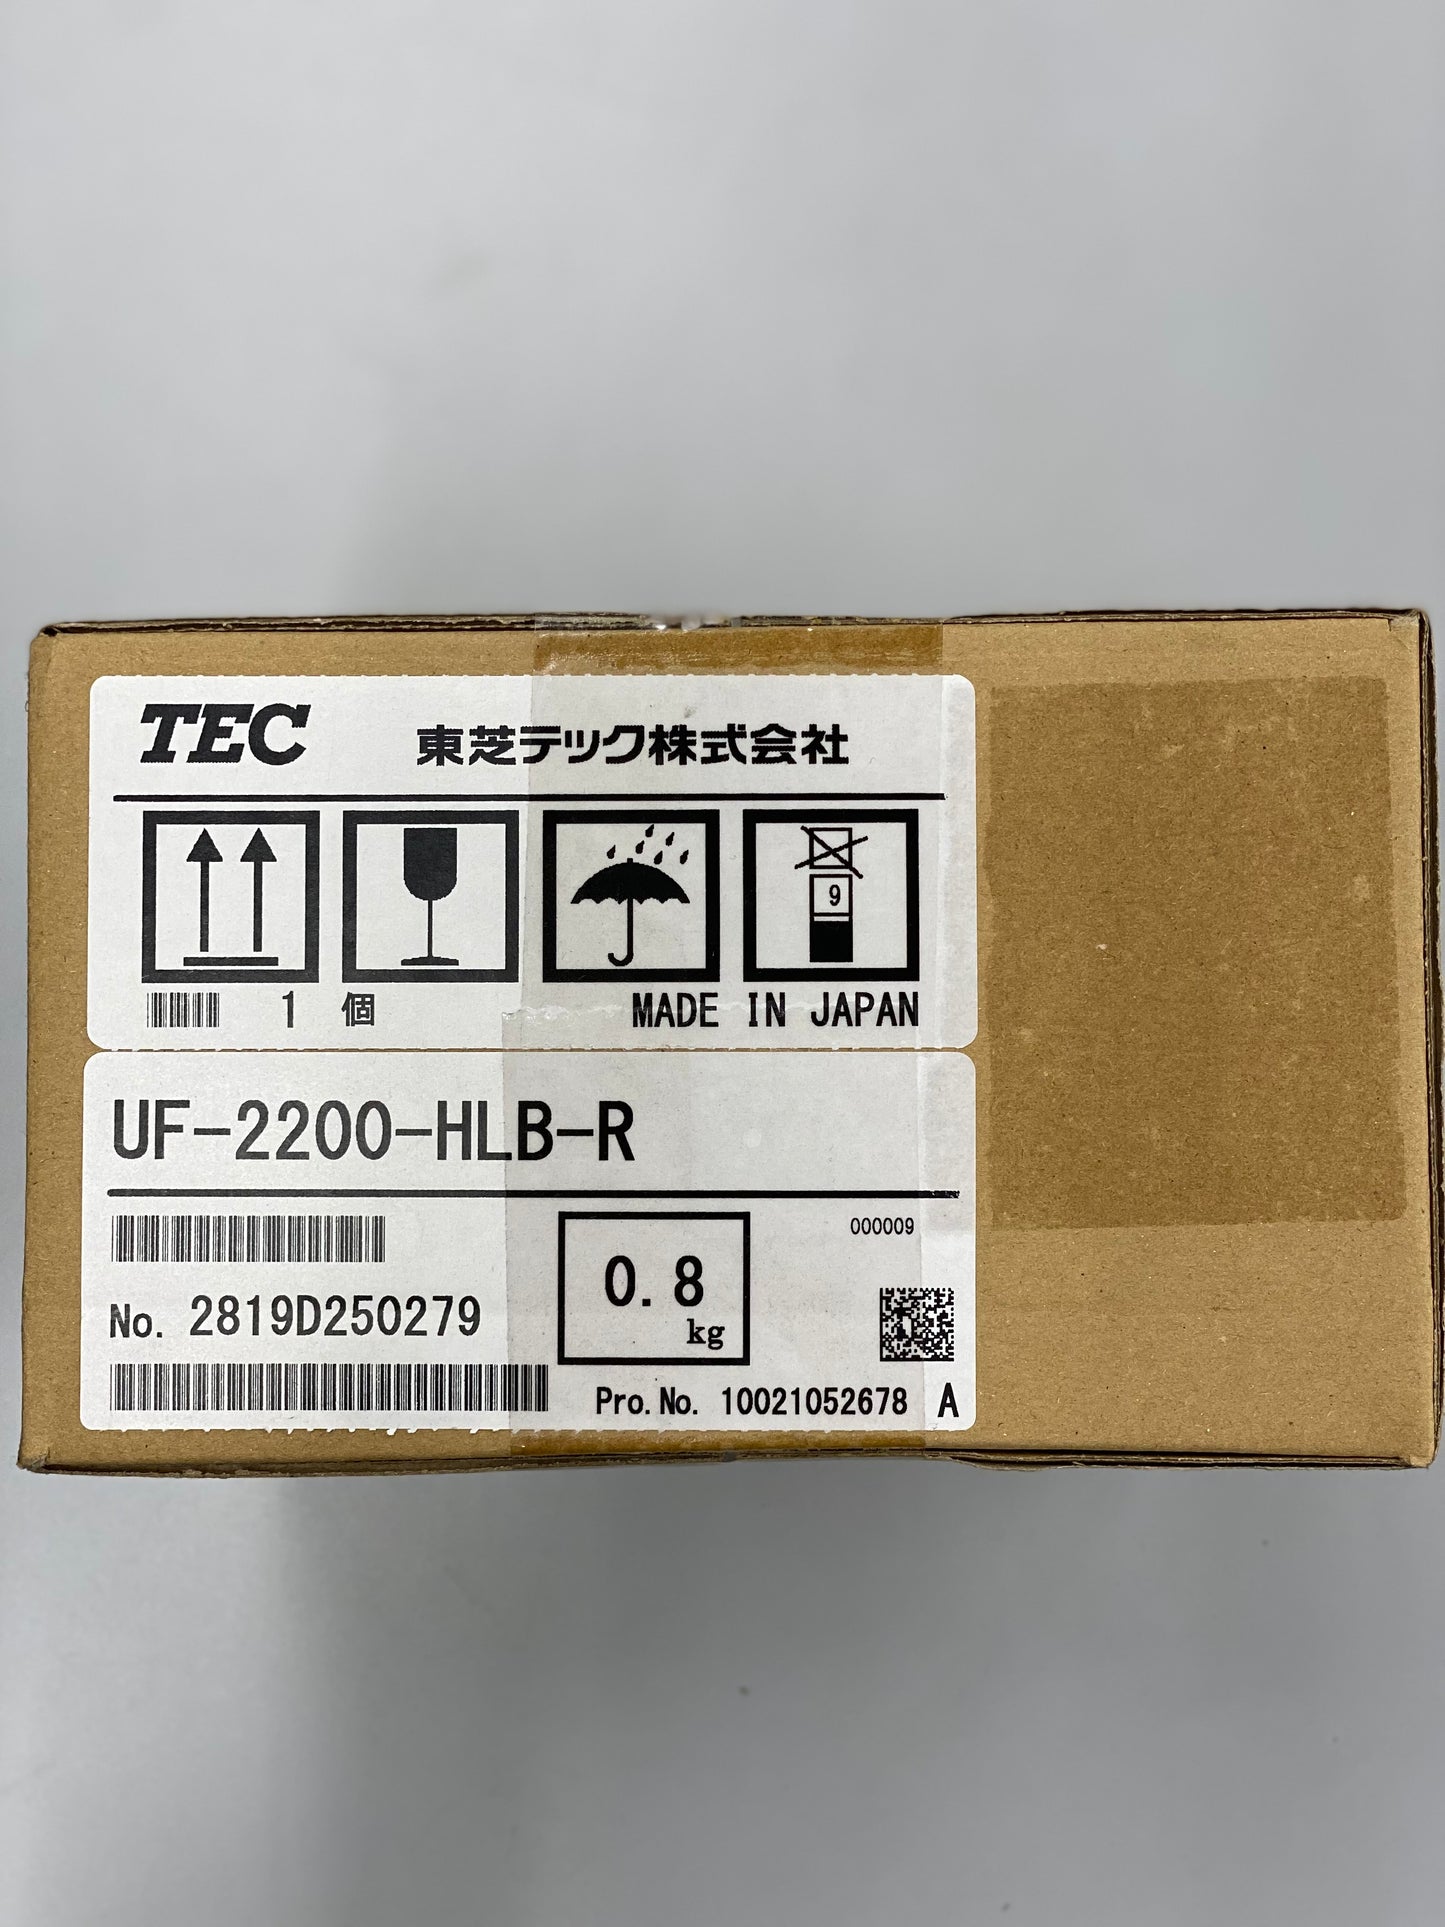 TEC 東芝テック株式会社
9
1 個 MADE IN JAPAN
UF-2200-HLB-R
000009
0.8
kg
No. 2819D250279
Pro.No. 10021052678 A